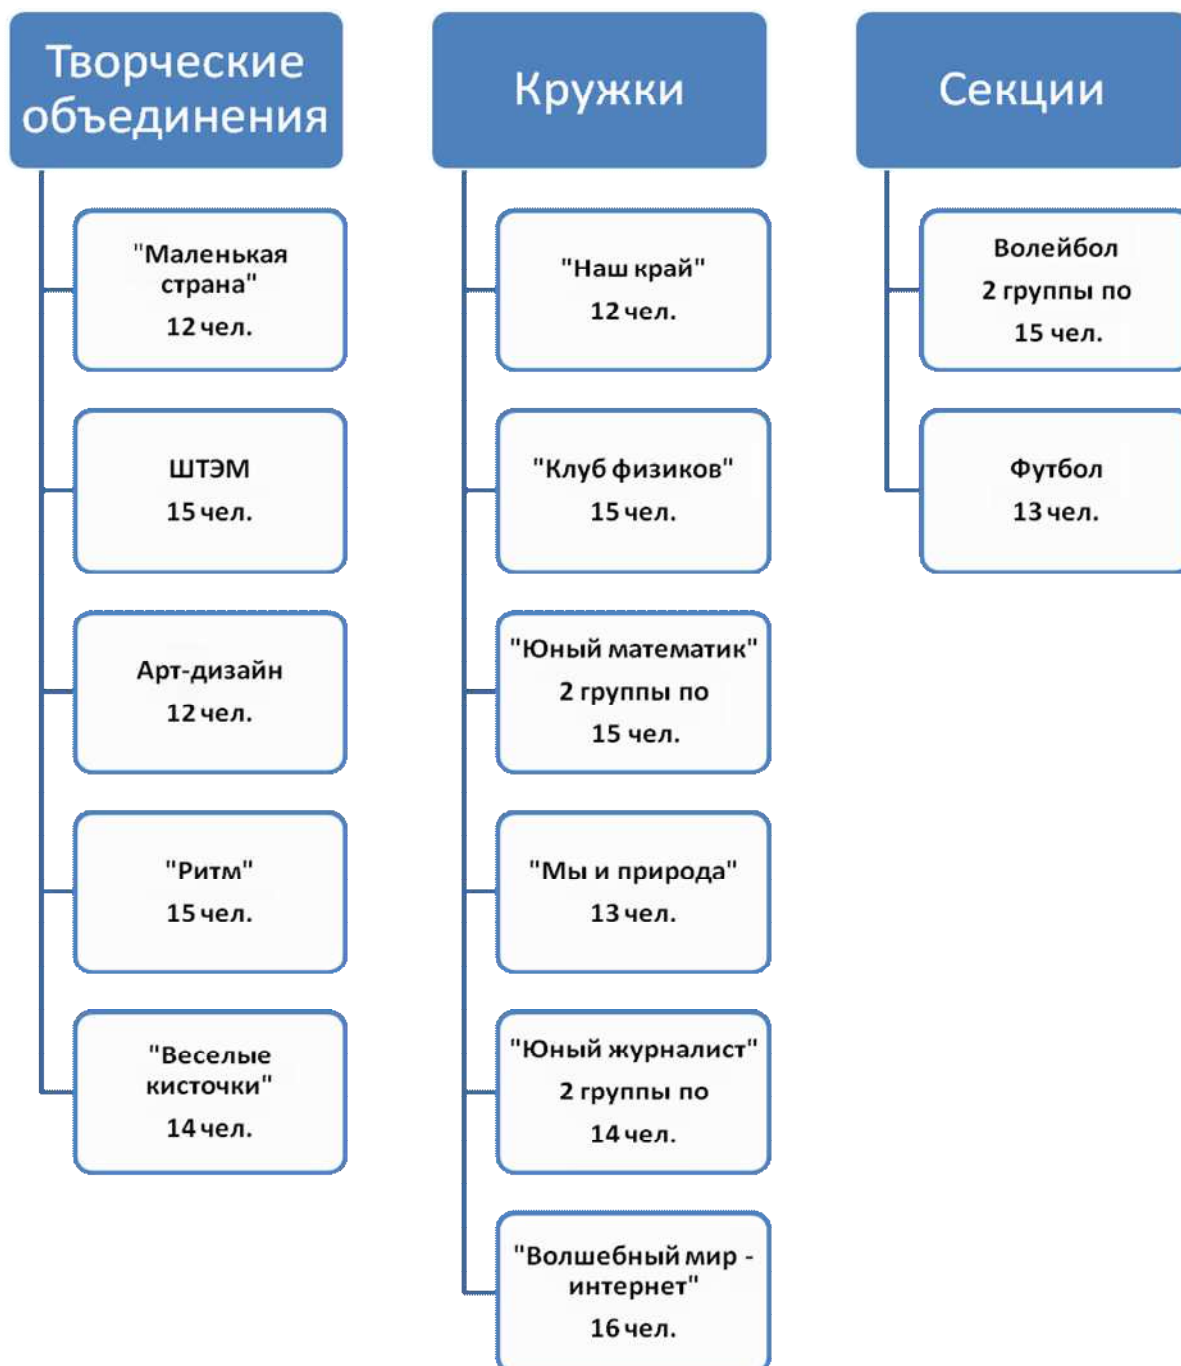 Творческие
объединения
"Маленькая
страна"
12 чел.
ШТЭМ
15 чел.
Арт-дизайн
12 чел.
"Ритм"
15 чел.
"Веселые
кисточки"
14 чел.
Кружки
"Наш край"
12 чел.
"Клуб физиков"
15 чел.
"Юный математик"
2 группы по
15 чел.
"Мы и природа"
13 чел.
"Юный журналист"
2 группы по
14 чел.
"Волшебный мир -
интернет"
16 чел.
Секции
Волейбол
2 группы по
15 чел.
Футбол
13 чел.